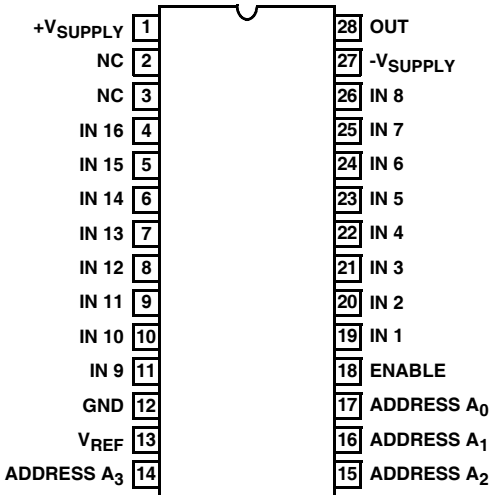 +VSUPPLY 1 28 OUT
NC 2 27 -VSUPPLY
NC 3 26 IN 8
IN 16 4 25 IN 7
IN 15 5 24 IN 6
IN 14 6 23 IN 5
IN 13 7 22 IN 4
IN 12 8 21 IN 3
IN 11 9 20 IN 2
IN 10 10 19 IN 1
IN 9 11 18 ENABLE
GND 12 17 ADDRESS A0
VREF 13 16 ADDRESS A1
ADDRESS A3 14 15 ADDRESS A2